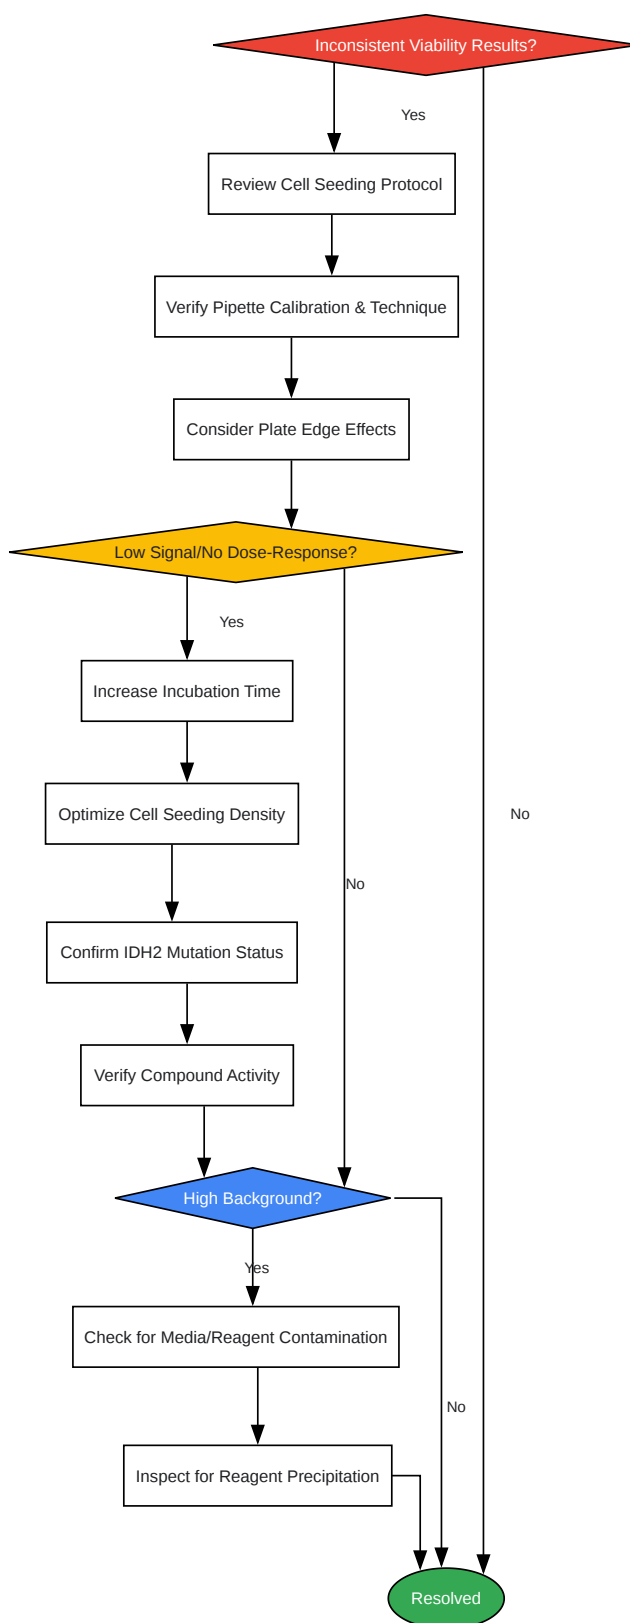 Inconsistent Viability Results?
Yes
Review Cell Seeding Protocol
Verify Pipette Calibration & Technique
Consider Plate Edge Effects
Low Signal/No Dose-Response?
Yes
Increase Incubation Time
Optimize Cell Seeding Density
No
No
Confirm IDH2 Mutation Status
Verify Compound Activity
High Background?
Yes
Check for Media/Reagent Contamination
No
Inspect for Reagent Precipitation
Resolved